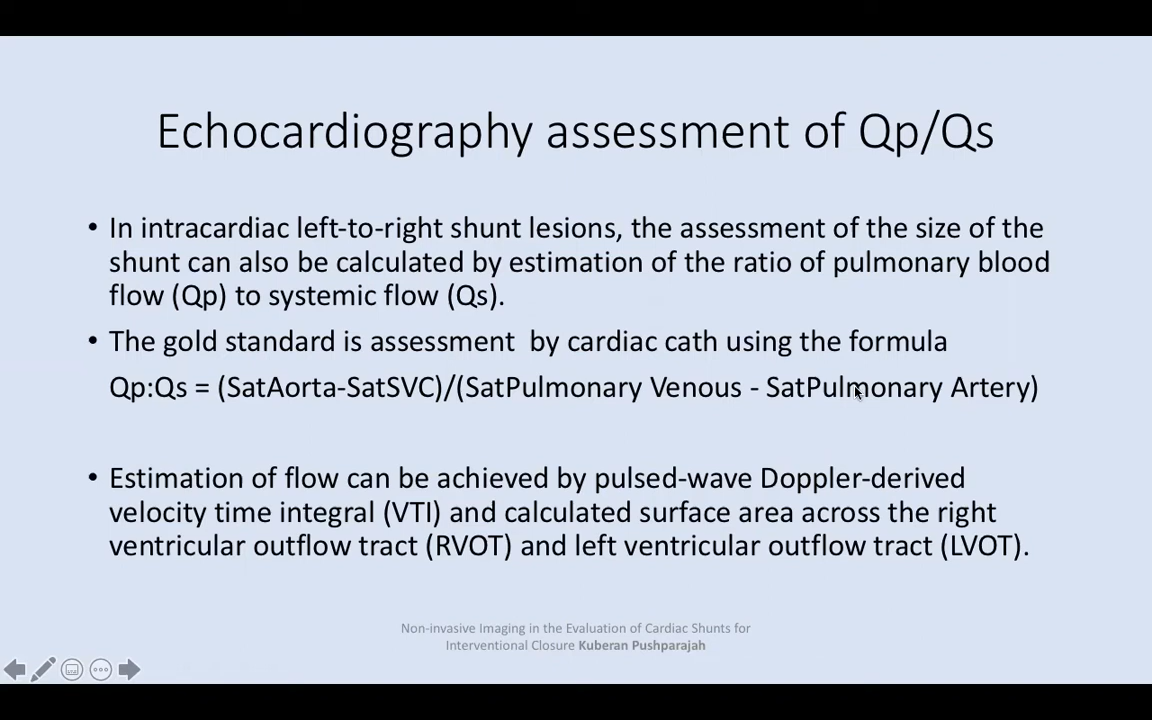 Echocardiography assessment of Qp/Qs
• In intracardiac left-to-right shunt lesions, the assessment of the size of the
shunt can also be calculated by estimation of the ratio of pulmonary blood
flow (Qp) to systemic flow (Qs).
• The gold standard is assessment  by cardiac cath using the formula
Qp:Qs = (SatAorta-SatSVC)/(SatPulmonary Venous - SatPulmonary Artery)
• Estimation of flow can be achieved by pulsed-wave Doppler-derived
velocity time integral (VTI) and calculated surface area across the right
ventricular outflow tract (RVOT) and left ventricular outflow tract (LVOT).
Non-invasive Imaging in the Evaluation of Cardiac Shunts for
Interventional Closure Kuberan Pushparajah